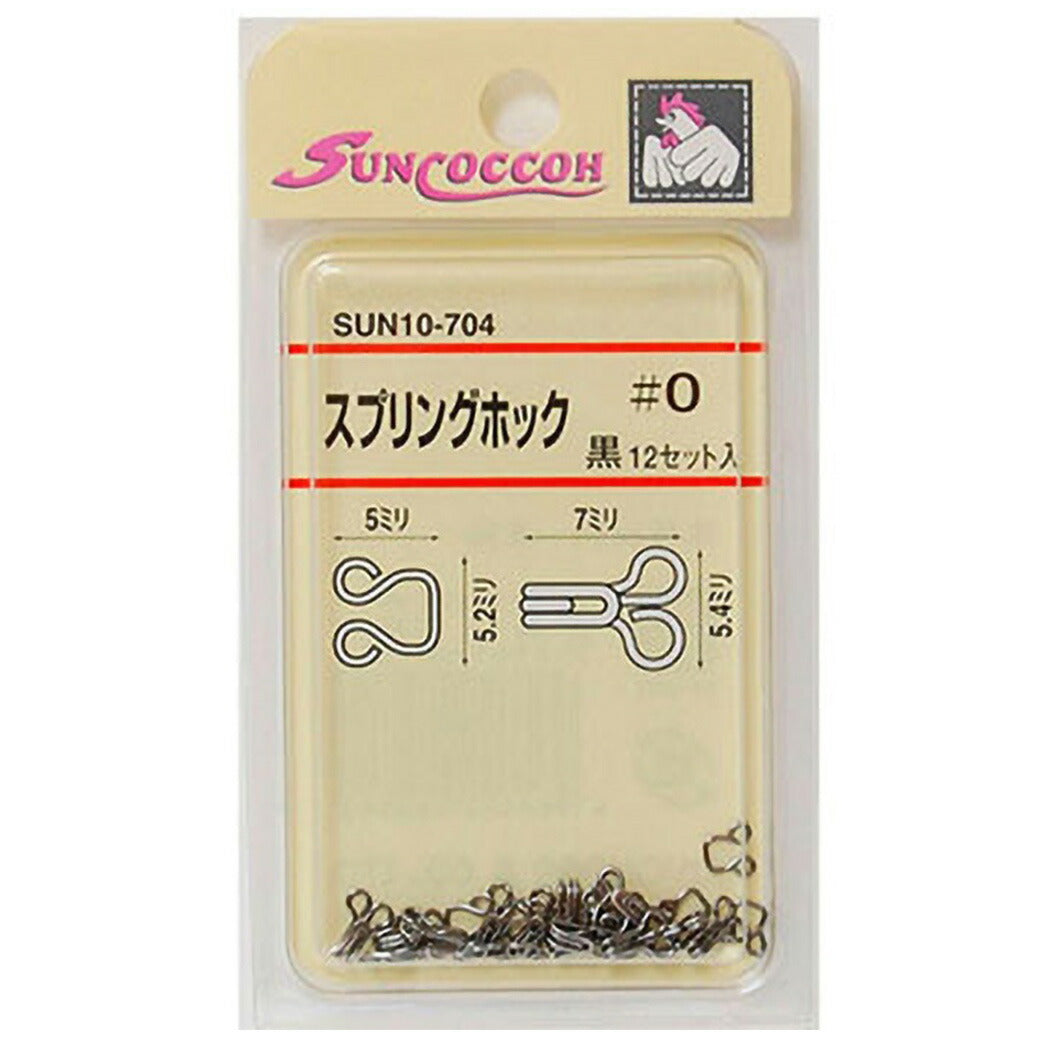 SUNCOCCOH
SUN10-704
スプリングホック #0
黒 12セット入
5ミリ
7ミリ
5.2ミリ
5.4ミリ